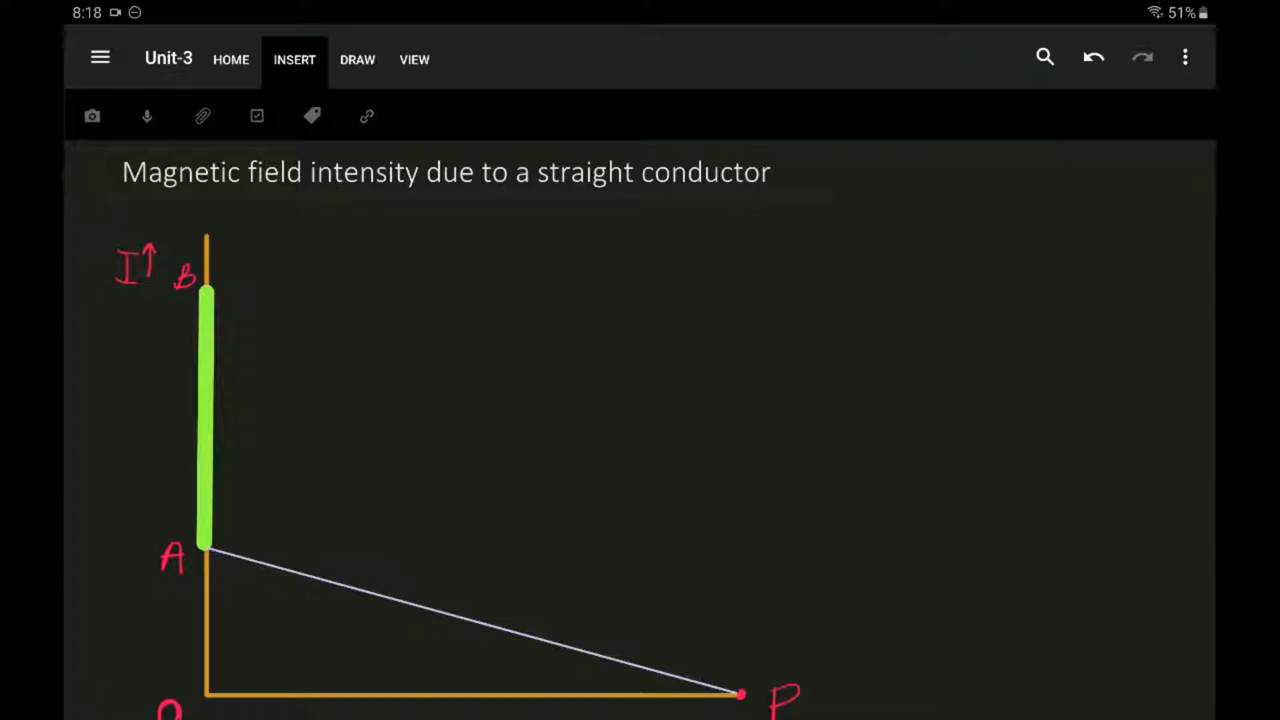 8:18 51%
Unit-3 HOME INSERT DRAW VIEW
Magnetic field intensity due to a straight conductor
I↑ B
A
O P